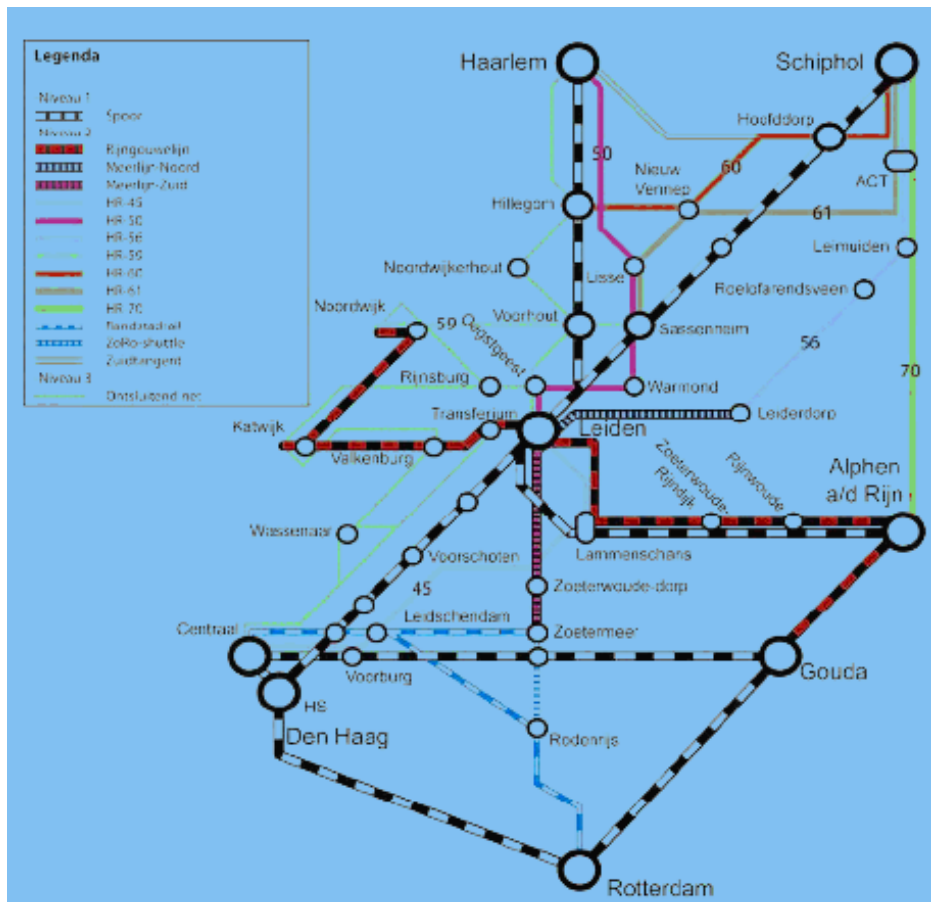 Legenda
Niveau 1
Spoor
Niveau 2
Rijngouwelijn
Meerlijn-Noord
Meerlijn-Zuid
HR-45
HR-50
HR-56
HR-59
HR-60
HR-61
HR 70
Randstadrail
ZoRo-shuttle
Zuidtangent
Niveau 3
Ontsluitend net
Haarlem
Schiphol
Hoofddorp
50
60
Nieuw
Vennep
ACT
Hillegom
61
Leimuiden
Noordwijkerhout
Lisse
Roelofarendsveen
Noordwijk
59
Oegstgeest
Voorhout
Sassenheim
56
70
Rijnsburg
Warmond
Katwijk
Transferium
Leiden
Leiderdorp
Valkenburg
Zoeterwoude-
Rijndijk
Rijnwoude
Alphen
a/d Rijn
Wassenaar
Lammenschans
Voorschoten
45
Zoeterwoude-dorp
Leidschendam
Centraal
Zoetermeer
Voorburg
Gouda
HS
Den Haag
Rodenrijs
Rotterdam